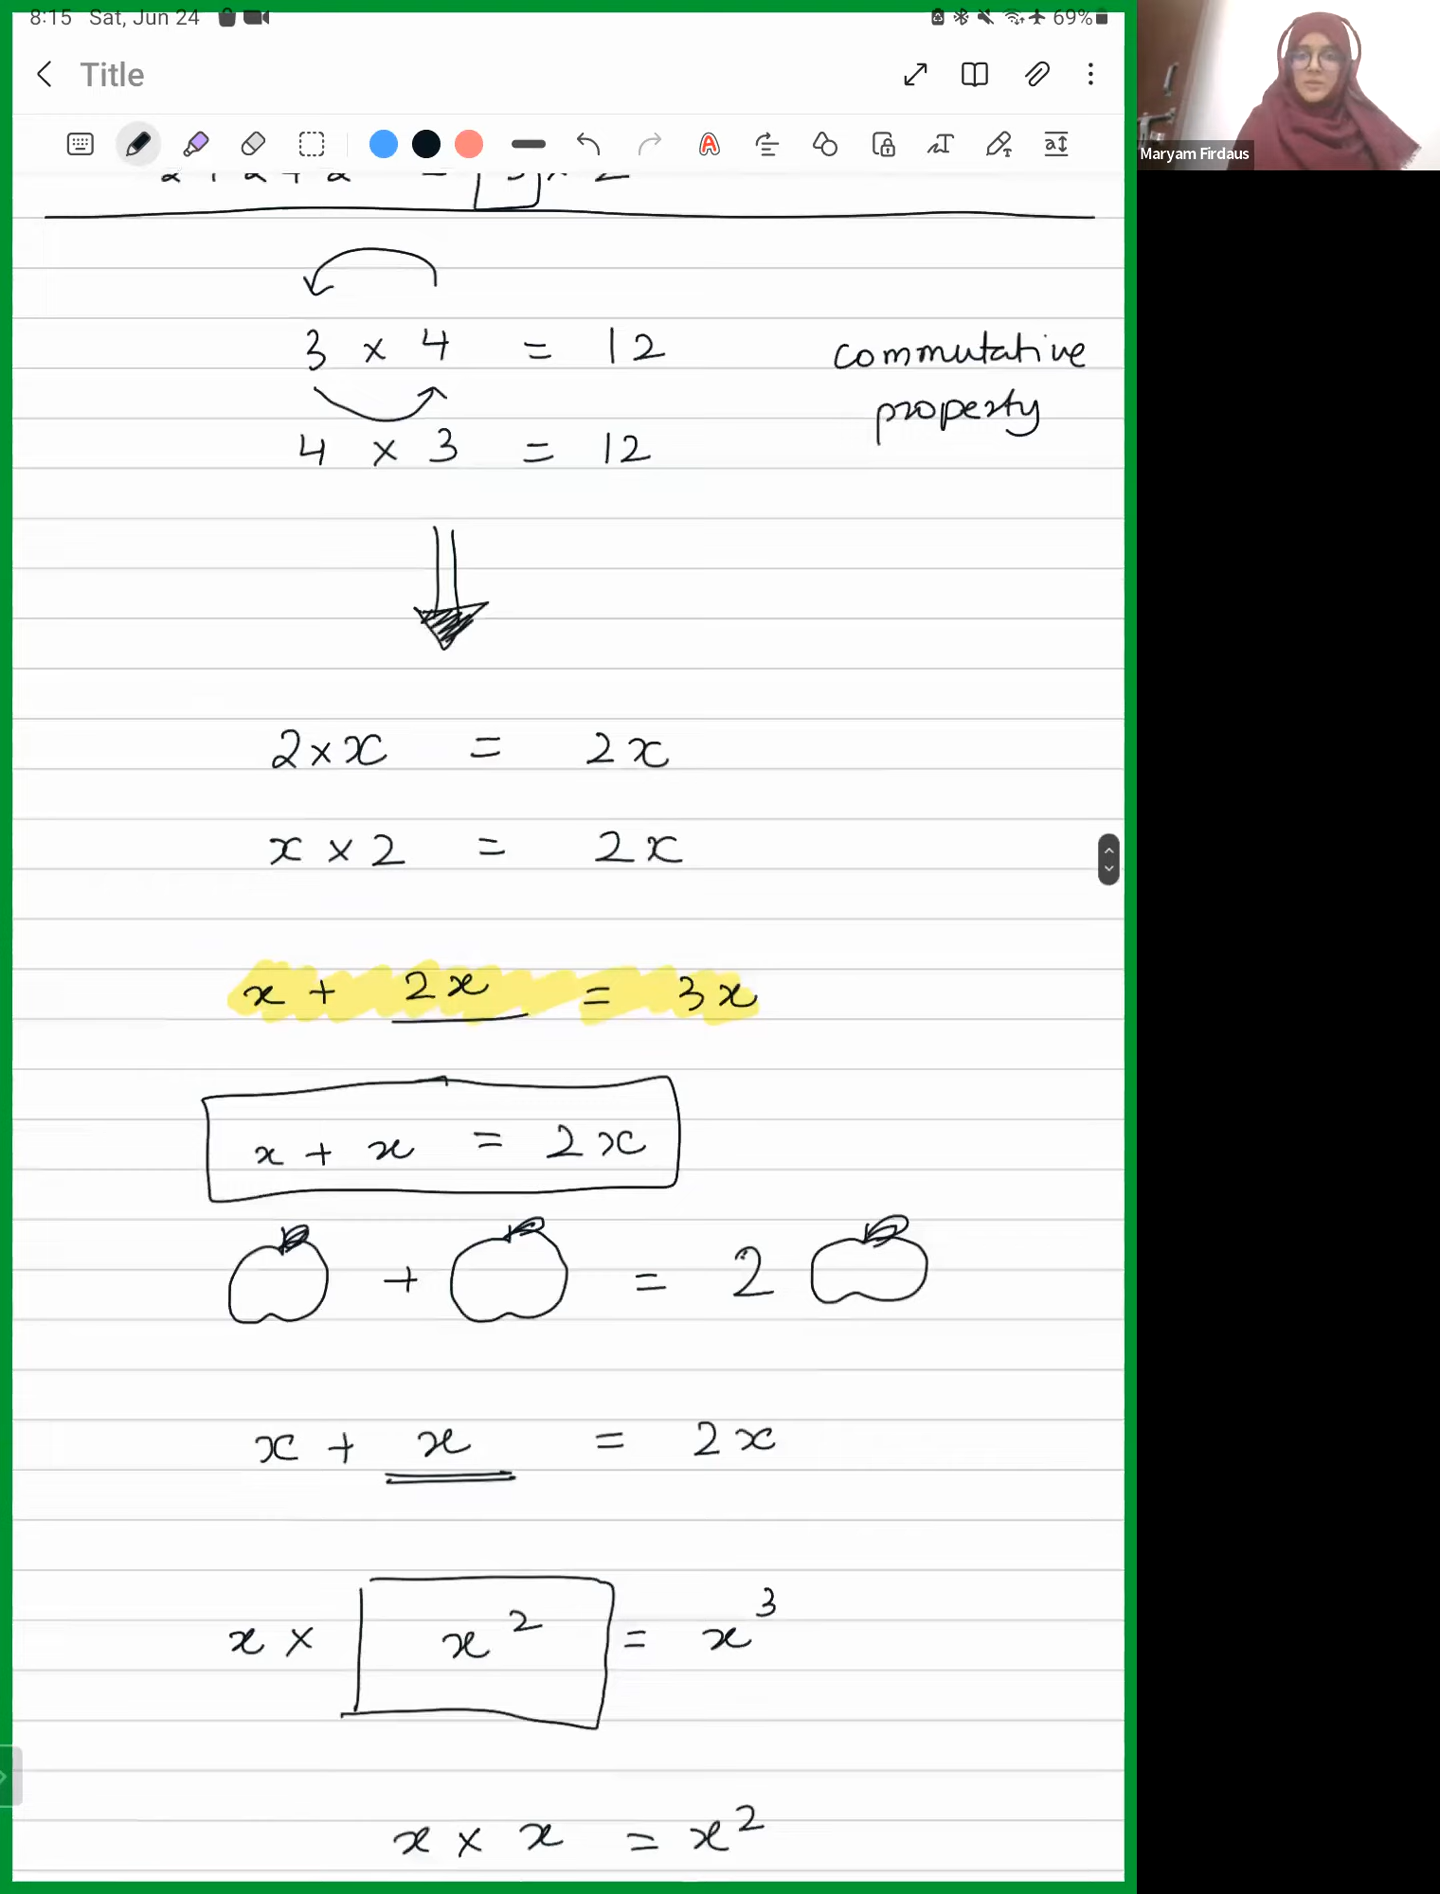 8:15 Sat, Jun 24
69%
Title
Maryam Firdaus
3 × 4 = 12
commutative
property
4 × 3 = 12
2 × x = 2x
x × 2 = 2x
x + 2x = 3x
x + x = 2x
+ = 2
x + x = 2x
x × x² = x³
x × x = x²